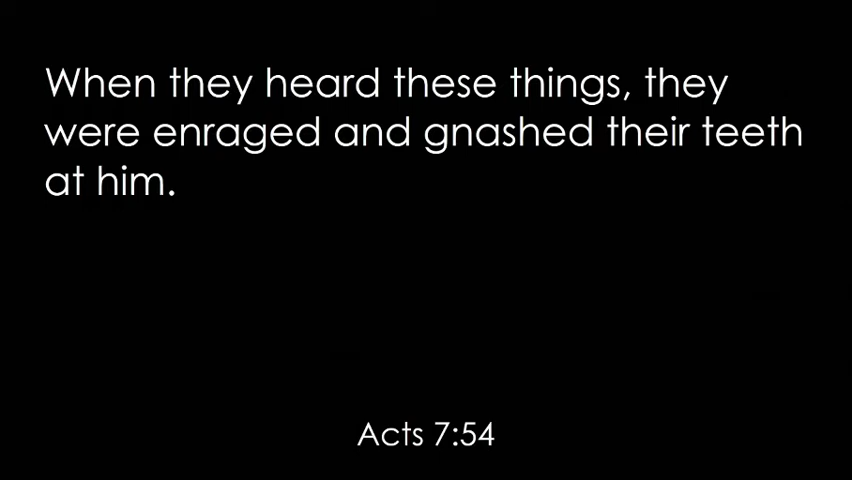 When they heard these things, they
were enraged and gnashed their teeth
at him.
Acts 7:54